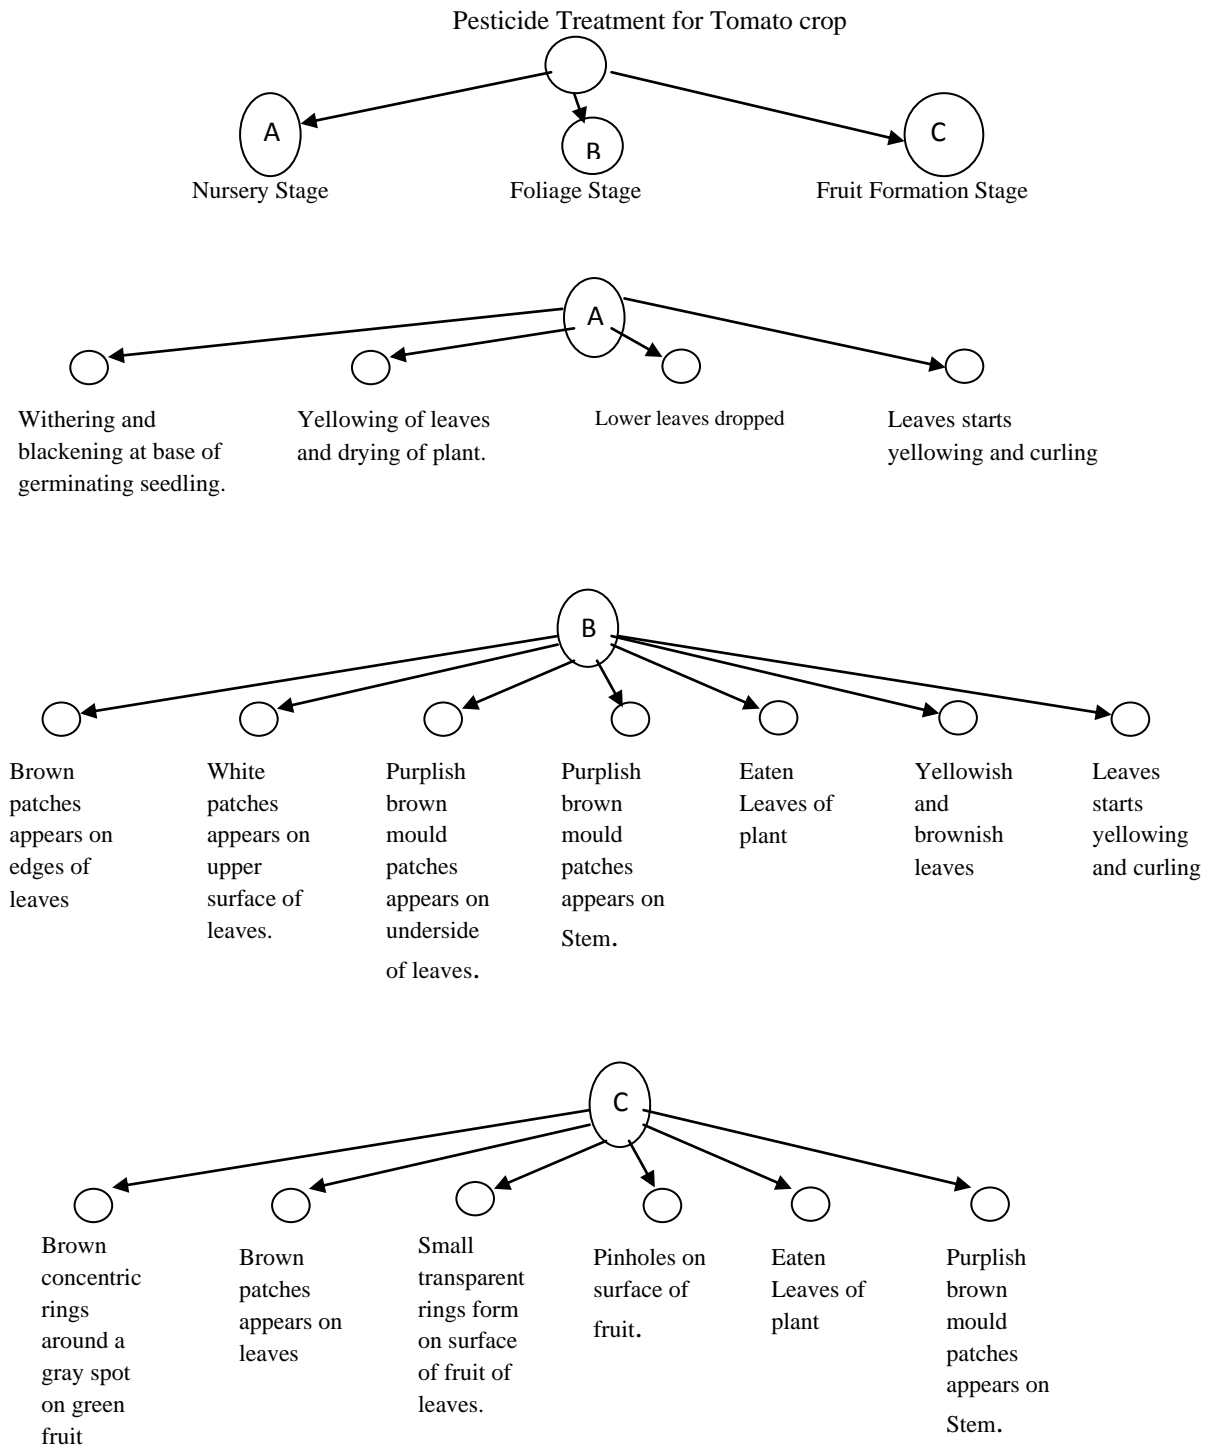 Pesticide Treatment for Tomato crop
A
B
C
Nursery Stage
Foliage Stage
Fruit Formation Stage
A
Withering and
blackening at base of
germinating seedling.
Yellowing of leaves
and drying of plant.
Lower leaves dropped
Leaves starts
yellowing and curling
B
Brown
patches
appears on
edges of
leaves
White
patches
appears on
upper
surface of
leaves.
Purplish
brown
mould
patches
appears on
underside
of leaves.
Purplish
brown
mould
patches
appears on
Stem.
Eaten
Leaves of
plant
Yellowish
and
brownish
leaves
Leaves
starts
yellowing
and curling
C
Brown
concentric
rings
around a
gray spot
on green
fruit
Brown
patches
appears on
leaves
Small
transparent
rings form
on surface
of fruit of
leaves.
Pinholes on
surface of
fruit.
Eaten
Leaves of
plant
Purplish
brown
mould
patches
appears on
Stem.